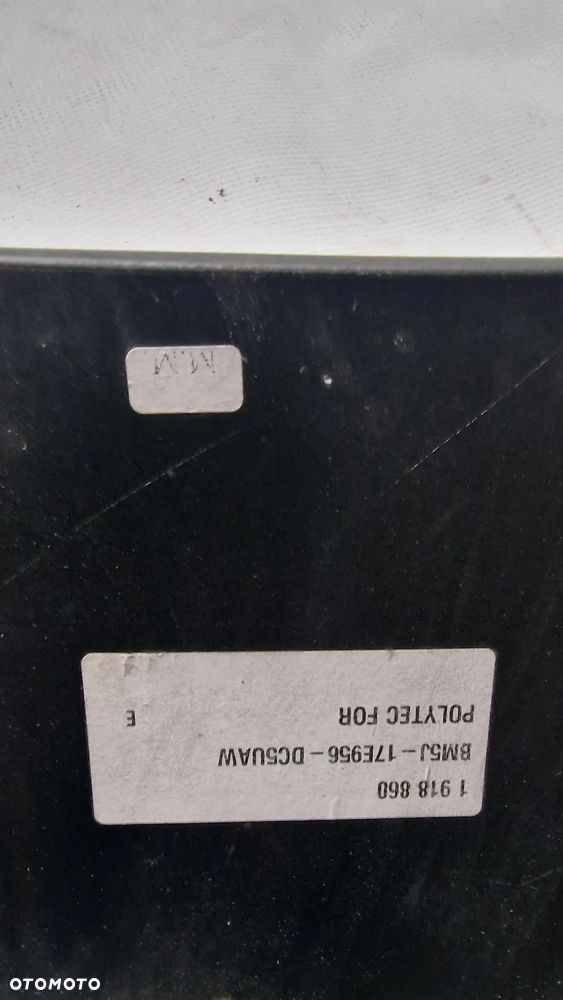 M.M
1 918 860
BM5J - 17E956 - DC5UAW
POLYTEC FOR E
OTOMOTO